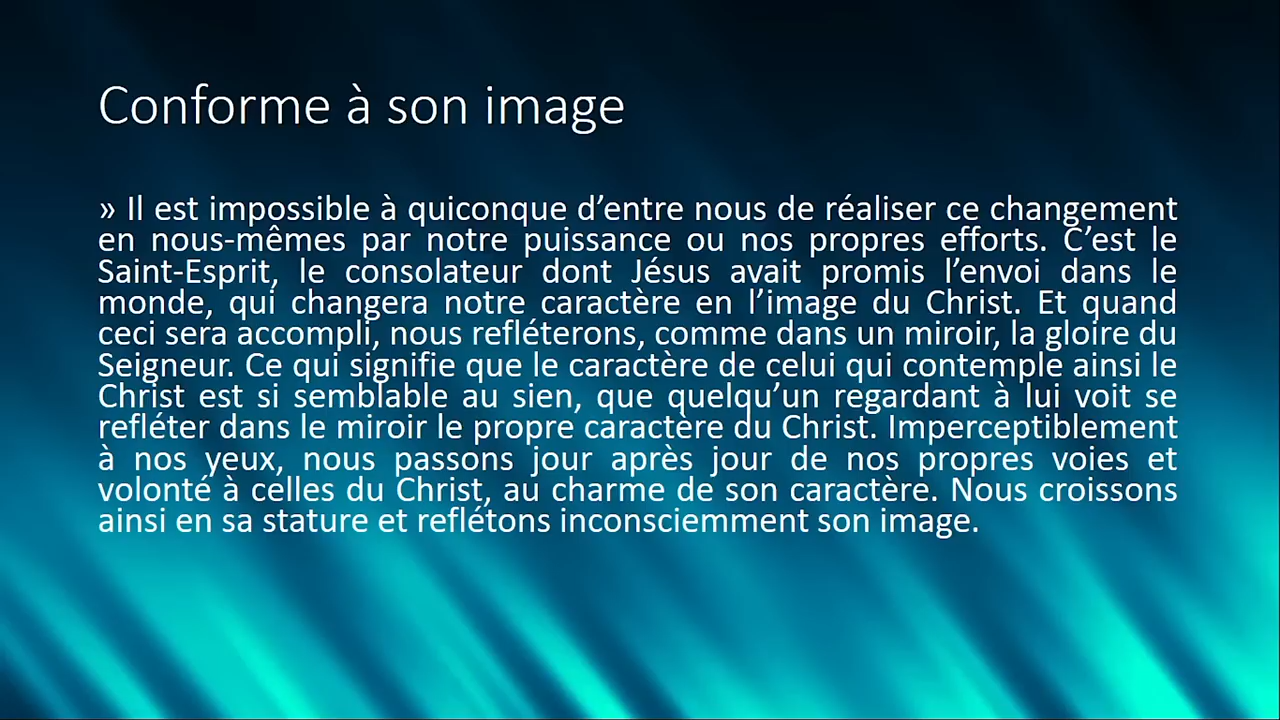 Conforme à son image
» Il est impossible à quiconque d’entre nous de réaliser ce changement
en nous-mêmes par notre puissance ou nos propres efforts. C’est le
Saint-Esprit, le consolateur dont Jésus avait promis l’envoi dans le
monde, qui changera notre caractère en l’image du Christ. Et quand
ceci sera accompli, nous refléterons, comme dans un miroir, la gloire du
Seigneur. Ce qui signifie que le caractère de celui qui contemple ainsi le
Christ est si semblable au sien, que quelqu’un regardant à lui voit se
refléter dans le miroir le propre caractère du Christ. Imperceptiblement
à nos yeux, nous passons jour après jour de nos propres voies et
volonté à celles du Christ, au charme de son caractère. Nous croissons
ainsi en sa stature et reflétons inconsciemment son image.